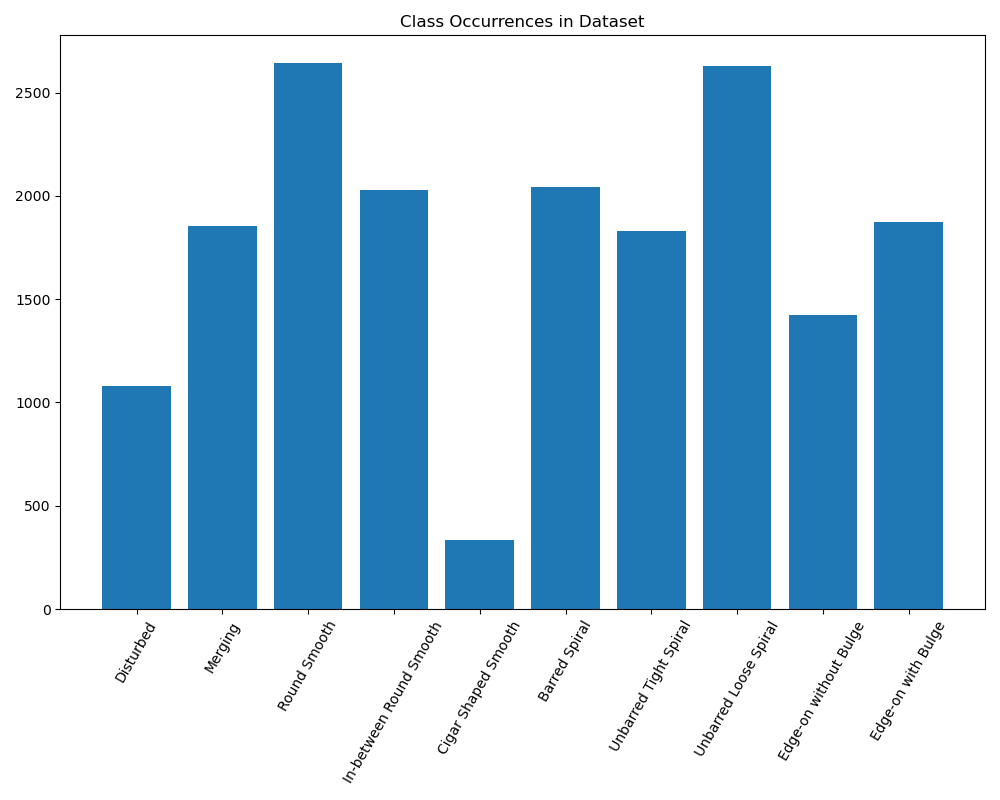 Class Occurrences in Dataset
2500
2000
1500
1000
500
0
Disturbed
Merging
Round Smooth
In-between Round Smooth
Cigar Shaped Smooth
Barred Spiral
Unbarred Tight Spiral
Unbarred Loose Spiral
Edge-on without Bulge
Edge-on with Bulge